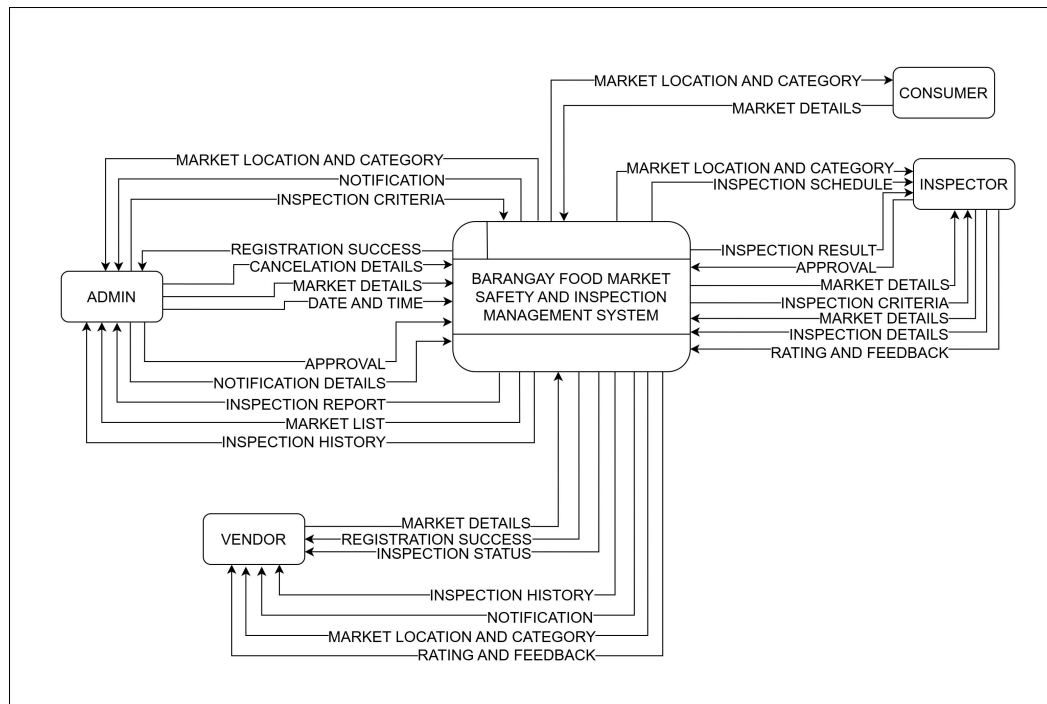 MARKET LOCATION AND CATEGORY
CONSUMER
MARKET DETAILS
MARKET LOCATION AND CATEGORY
NOTIFICATION
INSPECTION CRITERIA
MARKET LOCATION AND CATEGORY
INSPECTION SCHEDULE
INSPECTOR
REGISTRATION SUCCESS
CANCELATION DETAILS
MARKET DETAILS
DATE AND TIME
ADMIN
BARANGAY FOOD MARKET
SAFETY AND INSPECTION
MANAGEMENT SYSTEM
INSPECTION RESULT
APPROVAL
MARKET DETAILS
INSPECTION CRITERIA
MARKET DETAILS
INSPECTION DETAILS
RATING AND FEEDBACK
APPROVAL
NOTIFICATION DETAILS
INSPECTION REPORT
MARKET LIST
INSPECTION HISTORY
VENDOR
MARKET DETAILS
REGISTRATION SUCCESS
INSPECTION STATUS
INSPECTION HISTORY
NOTIFICATION
MARKET LOCATION AND CATEGORY
RATING AND FEEDBACK